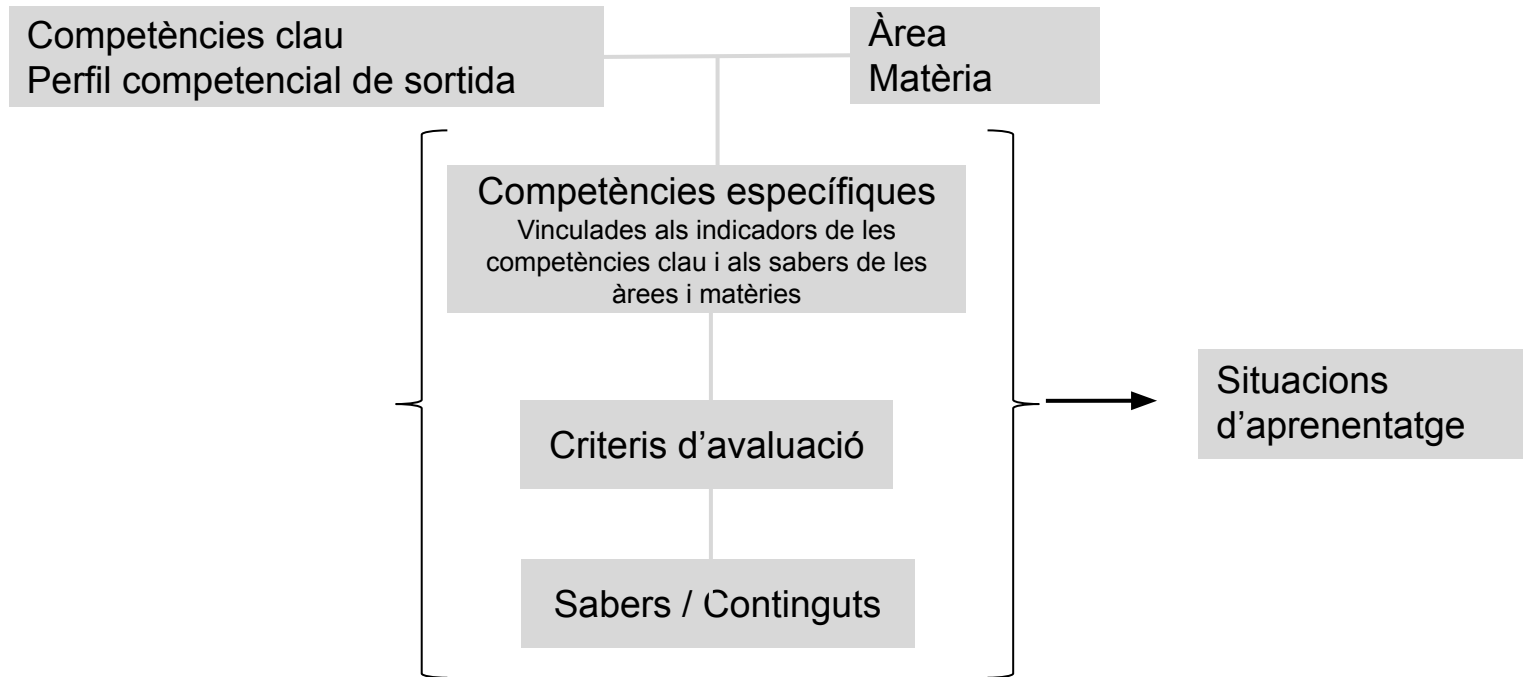 Competències clau
Perfil competencial de sortida
Àrea
Matèria
Competències específiques
Vinculades als indicadors de les
competències clau i als sabers de les
àrees i matèries
Criteris d’avaluació
Sabers / Continguts
Situacions
d’aprenentatge